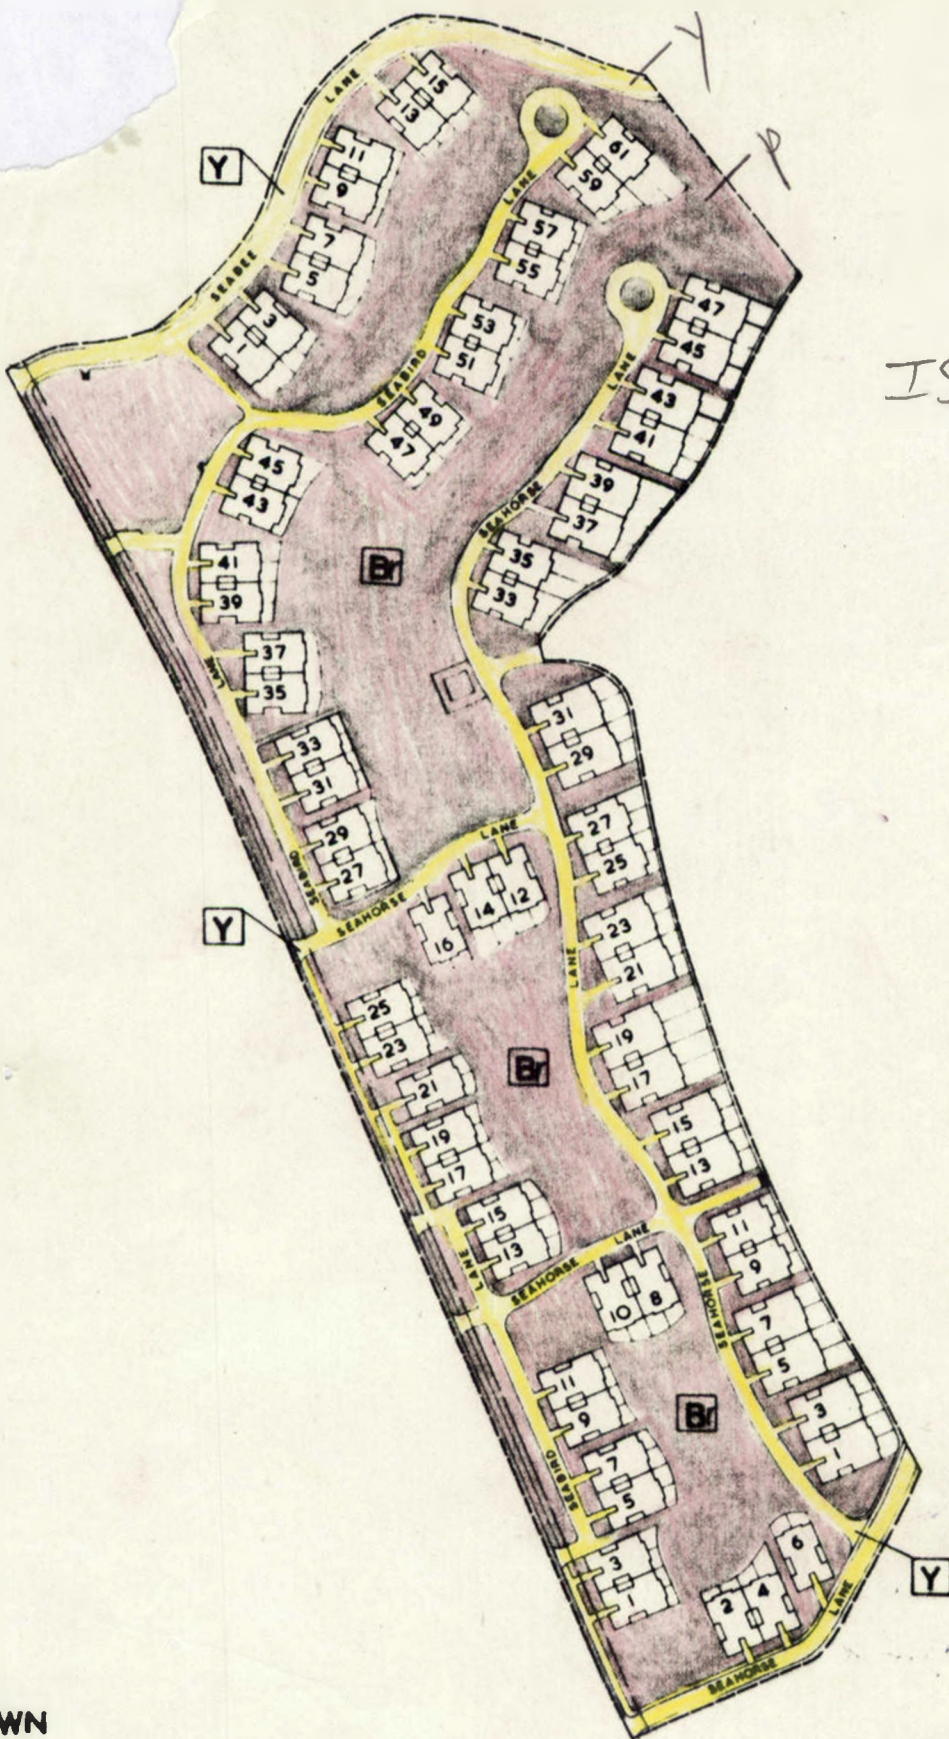 Y
LANE
15
13
P
Y
11
9
61
59
LANE
7
5
57
55
SEABEE
3
1
53
51
47
45
SEABIRD
LANE
IS
49
47
43
41
45
43
39
37
SEAHORSE
Br
35
33
41
39
37
35
LANE
31
29
33
31
29
27
LANE
27
25
SEABIRD
SEAHORSE
14
12
16
Y
23
21
LANE
25
23
19
17
Br
21
19
17
15
13
15
13
LANE
11
9
LANE
SEAHORSE
10
8
SEAHORSE
7
5
11
9
Br
3
1
SEABIRD
7
5
6
3
1
2
4
LANE
Y
SEAHORSE
WN